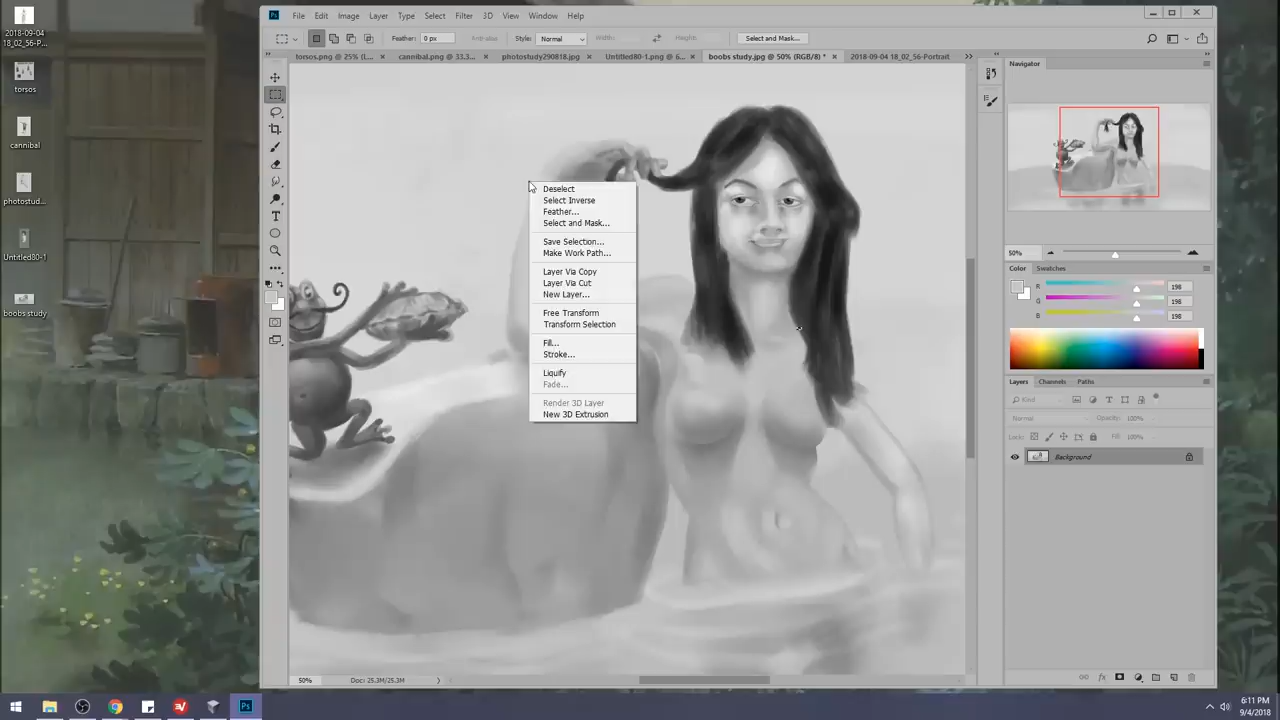 2018-09-04
18_02_56-P...
torsos
cannibal
photostud...
Untitled80-1
boobs study
Ps
File Edit Image Layer Type Select Filter 3D View Window Help
Feather: 0 px Anti-alias Style: Normal Width: Height: Select and Mask...
torsos.png @ 25% (L... × cannibal.png @ 33.3... × photostudy290818.jpg × Untitled80-1.png @ 6... × boobs study.jpg @ 50% (RGB/8) * × 2018-09-04 18_02_56-Portrait
Deselect
Select Inverse
Feather...
Select and Mask...
Save Selection...
Make Work Path...
Layer Via Copy
Layer Via Cut
New Layer...
Free Transform
Transform Selection
Fill...
Stroke...
Liquify
Fade...
Render 3D Layer
New 3D Extrusion
Navigator
50%
Color Swatches
R 198
G 198
B 198
Layers Channels Paths
Kind
Normal Opacity: 100%
Lock: Fill: 100%
Background
50% Doc: 25.3M/25.3M
Ps
6:11 PM
9/4/2018